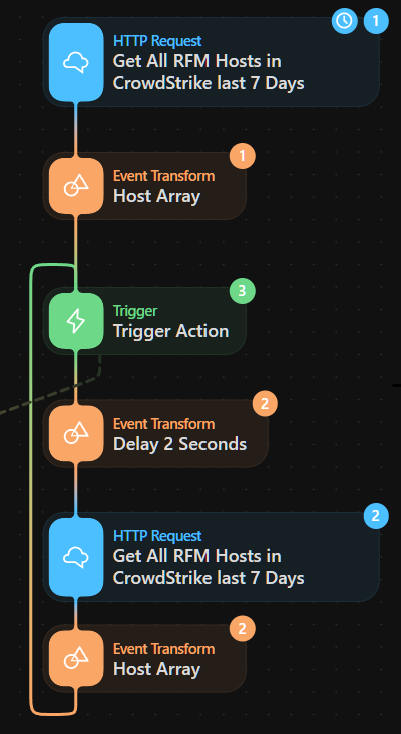 1
HTTP Request
Get All RFM Hosts in
CrowdStrike last 7 Days
1
Event Transform
Host Array
3
Trigger
Trigger Action
2
Event Transform
Delay 2 Seconds
2
HTTP Request
Get All RFM Hosts in
CrowdStrike last 7 Days
2
Event Transform
Host Array